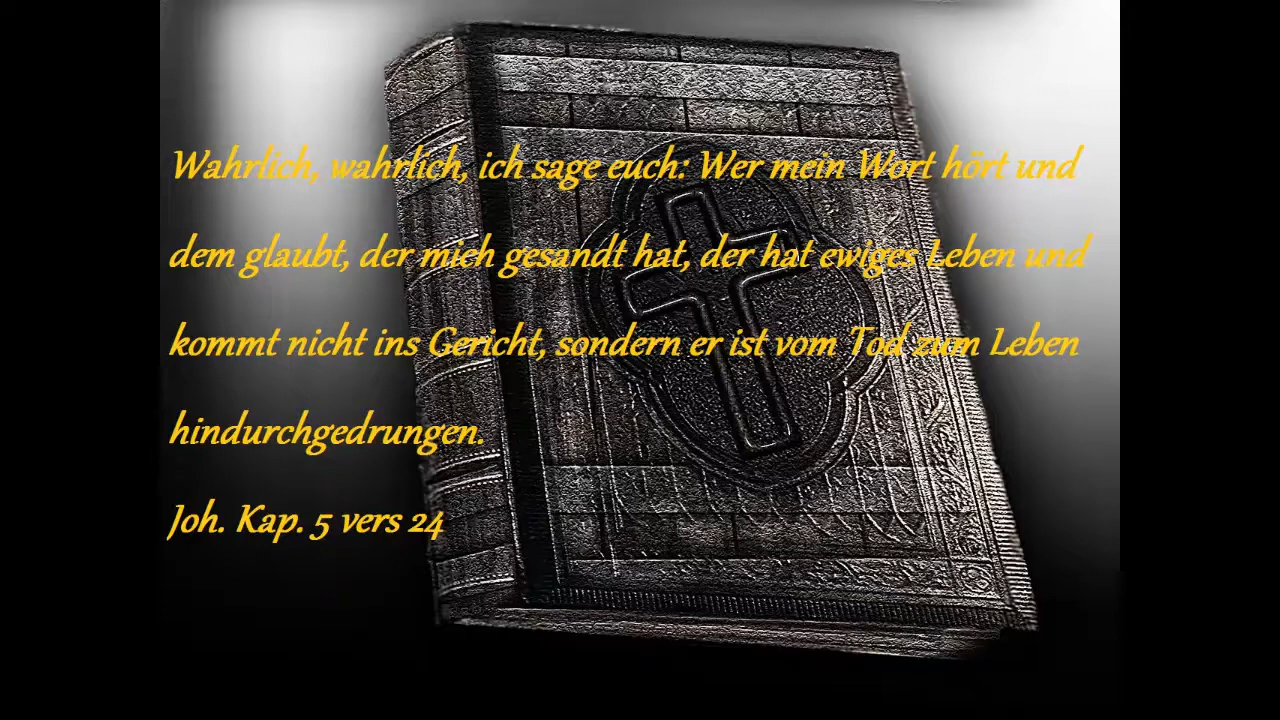 Wahrlich, wahrlich, ich sage euch: Wer mein Wort hört und
dem glaubt, der mich gesandt hat, der hat ewiges Leben und
kommt nicht ins Gericht, sondern er ist vom Tod zum Leben
hindurchgedrungen.
Joh. Kap. 5 vers 24